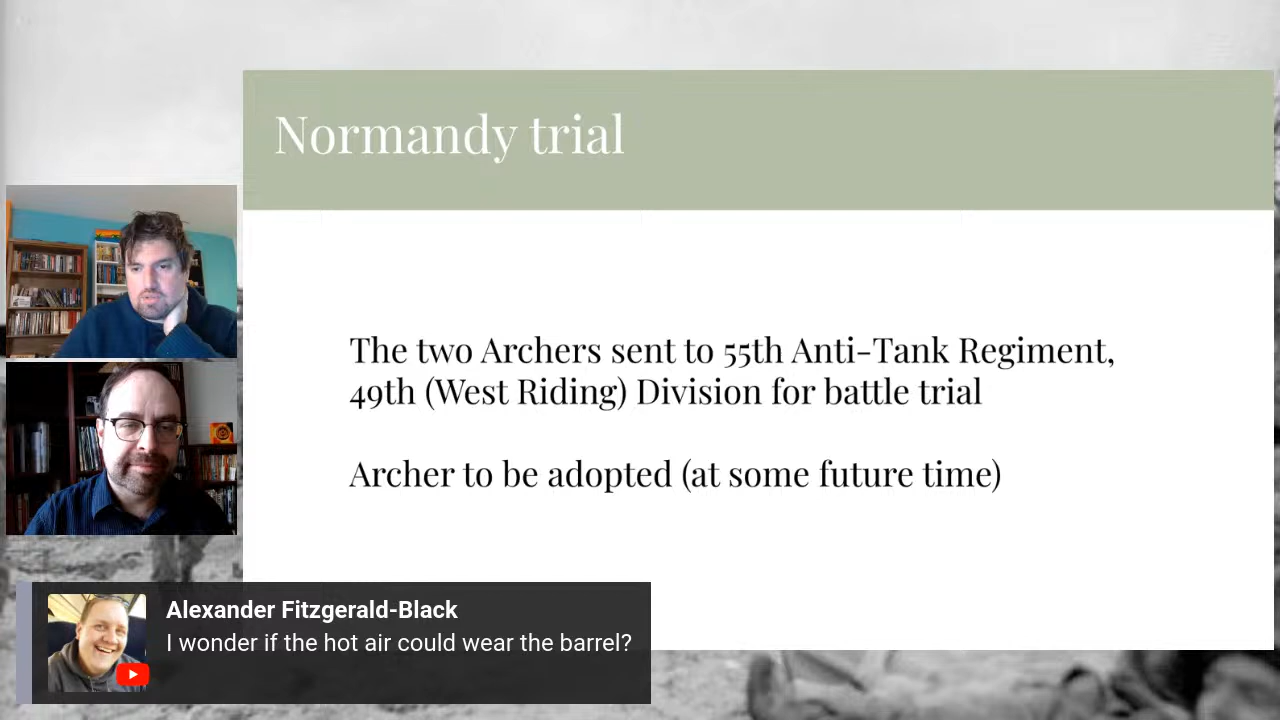 Normandy trial
The two Archers sent to 55th Anti-Tank Regiment,
49th (West Riding) Division for battle trial
Archer to be adopted (at some future time)
Alexander Fitzgerald-Black
I wonder if the hot air could wear the barrel?